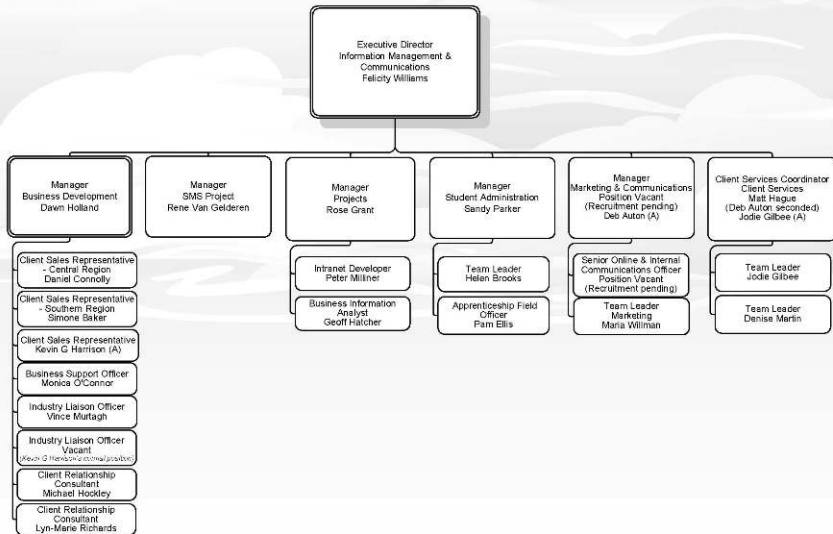 Executive Director
Information Management &
Communications
Felicity Williams
Manager
Business Development
Dawn Holland
Manager
SMS Project
Rene Van Gelderen
Manager
Projects
Rose Grant
Manager
Student Administration
Sandy Parker
Manager
Marketing & Communications
Position Vacant
(Recruitment pending)
Deb Auton (A)
Client Services Coordinator
Client Services
Matt Hague
(Deb Auton seconded)
Jodie Gilbee (A)
Client Sales Representative
- Central Region
Daniel Connolly
Client Sales Representative
- Southern Region
Simone Baker
Client Sales Representative
Kevin G Harrison (A)
Business Support Officer
Monica O'Connor
Industry Liaison Officer
Vince Murtagh
Industry Liaison Officer
Vacant
(Kevin G Harrison's normal position)
Client Relationship
Consultant
Michael Hockley
Client Relationship
Consultant
Lyn-Marie Richards
Intranet Developer
Peter Milliner
Business Information
Analyst
Geoff Hatcher
Team Leader
Helen Brooks
Apprenticeship Field
Officer
Pam Ellis
Senior Online & Internal
Communications Officer
Position Vacant
(Recruitment pending)
Team Leader
Marketing
Maria Willman
Team Leader
Jodie Gilbee
Team Leader
Denise Martin